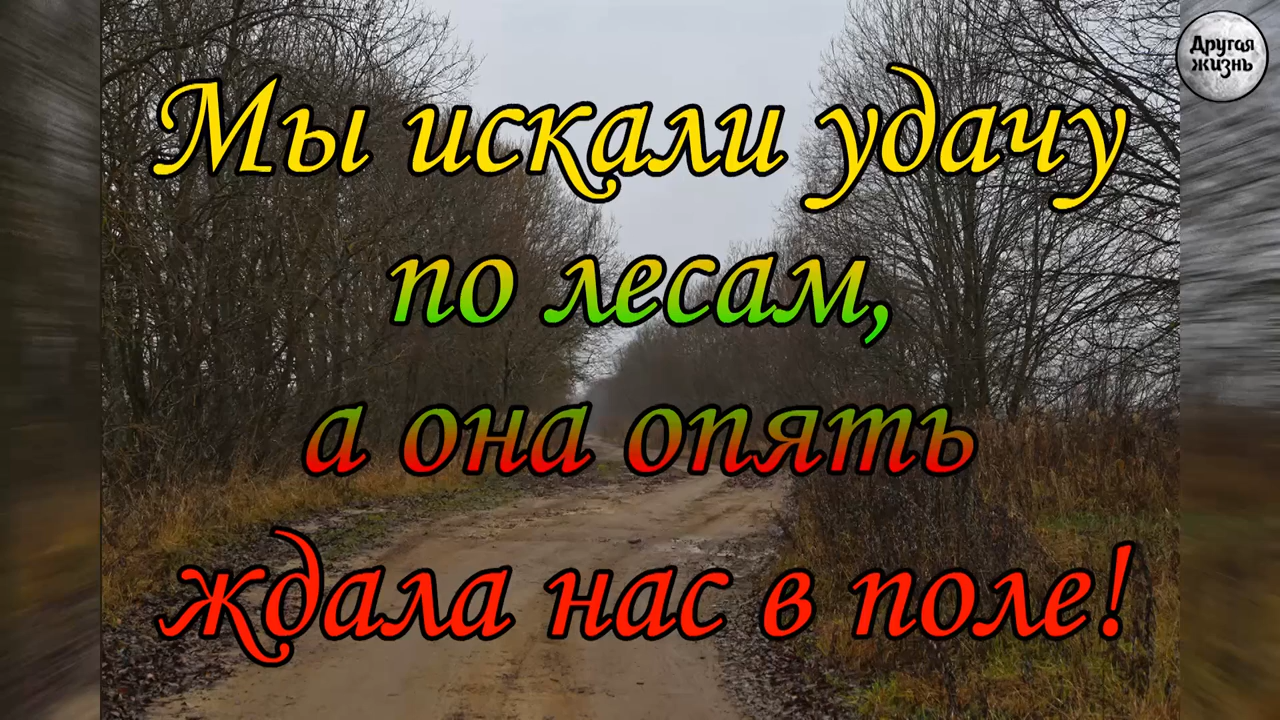 Мы искали удачу
по лесам,
а она опять
ждала нас в поле!
Другая
жизнь